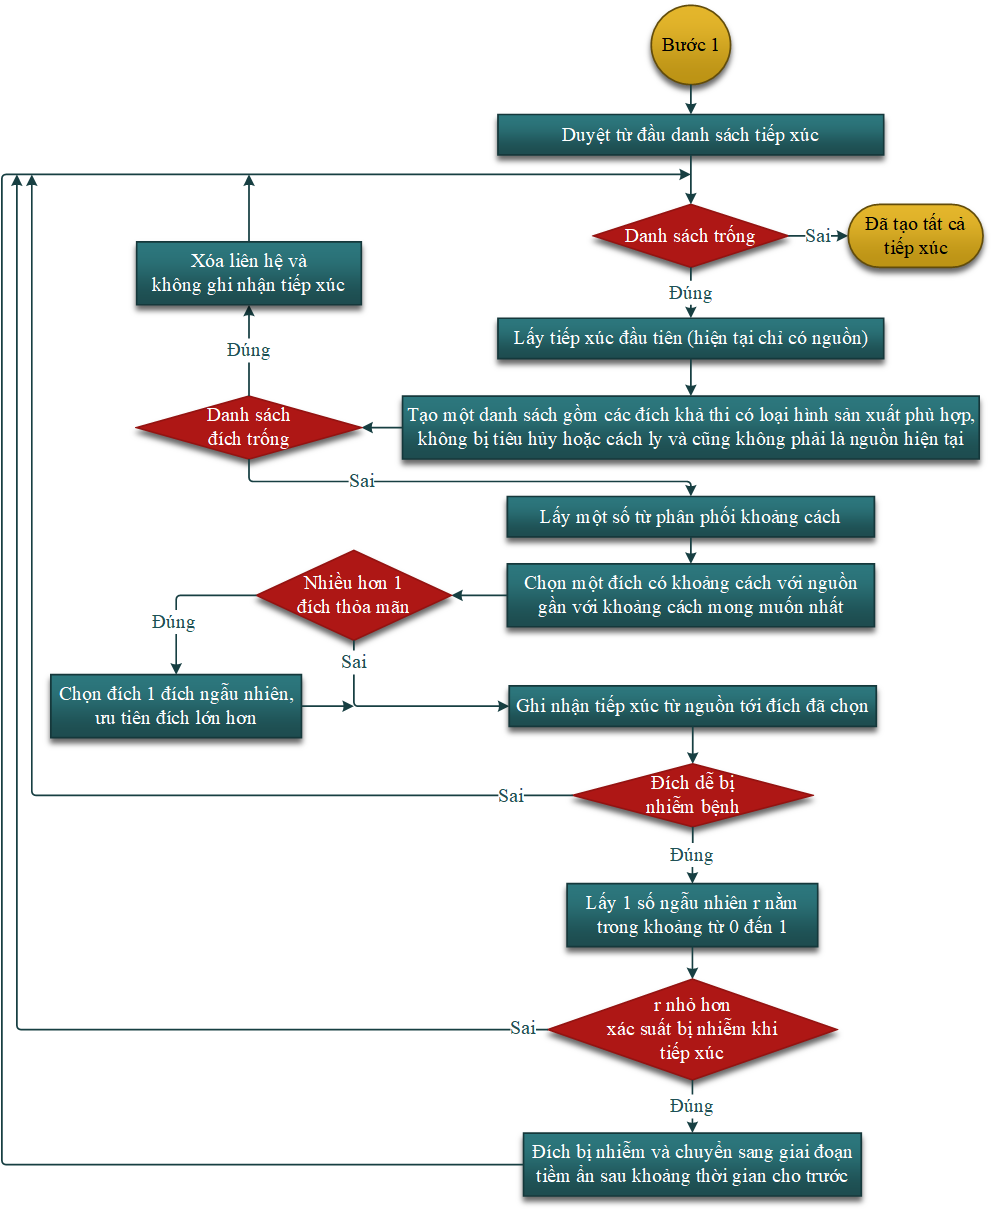 Bước 1
Duyệt từ đầu danh sách tiếp xúc
Danh sách trống
Sai
Đã tạo tất cả
tiếp xúc
Xóa liên hệ và
không ghi nhận tiếp xúc
Đúng
Lấy tiếp xúc đầu tiên (hiện tại chỉ có nguồn)
Đúng
Danh sách
đích trống
Tạo một danh sách gồm các đích khả thi có loại hình sản xuất phù hợp,
không bị tiêu hủy hoặc cách ly và cũng không phải là nguồn hiện tại
Sai
Lấy một số từ phân phối khoảng cách
Nhiều hơn 1
đích thỏa mãn
Chọn một đích có khoảng cách với nguồn
gần với khoảng cách mong muốn nhất
Đúng
Sai
Chọn đích 1 đích ngẫu nhiên,
ưu tiên đích lớn hơn
Ghi nhận tiếp xúc từ nguồn tới đích đã chọn
Đích dễ bị
nhiễm bệnh
Sai
Đúng
Lấy 1 số ngẫu nhiên r nằm
trong khoảng từ 0 đến 1
r nhỏ hơn
xác suất bị nhiễm khi
tiếp xúc
Sai
Đúng
Đích bị nhiễm và chuyển sang giai đoạn
tiềm ẩn sau khoảng thời gian cho trước